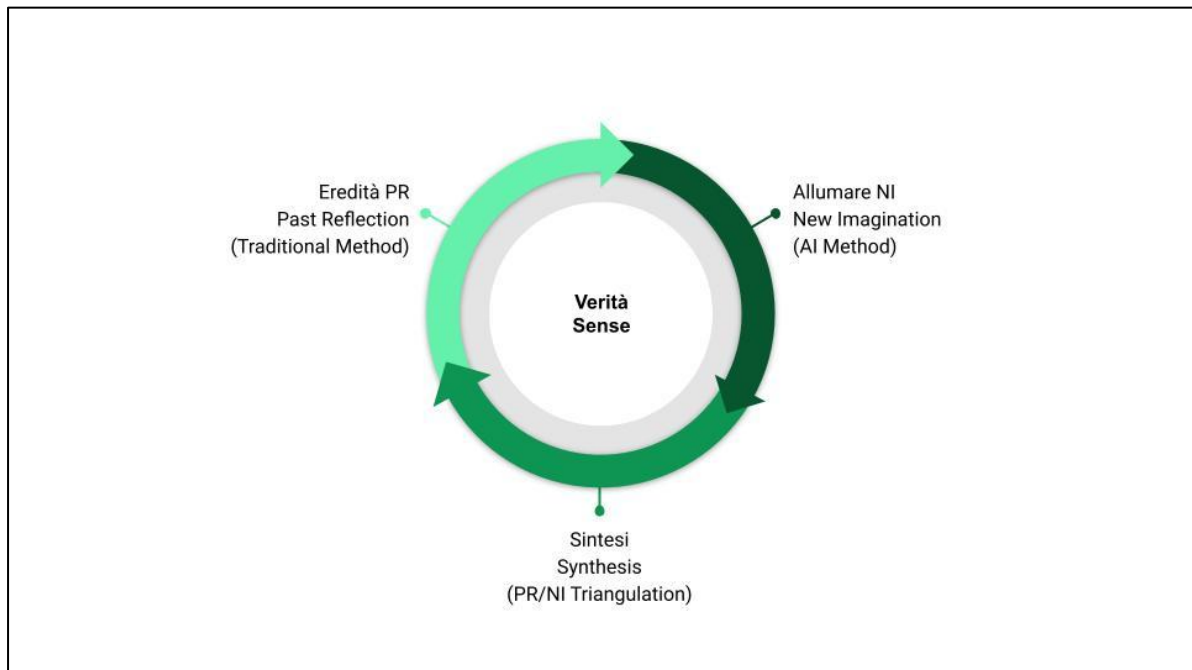 Eredità PR
Past Reflection
(Traditional Method)
Allumare NI
New Imagination
(AI Method)
Verità
Sense
Sintesi
Synthesis
(PR/NI Triangulation)